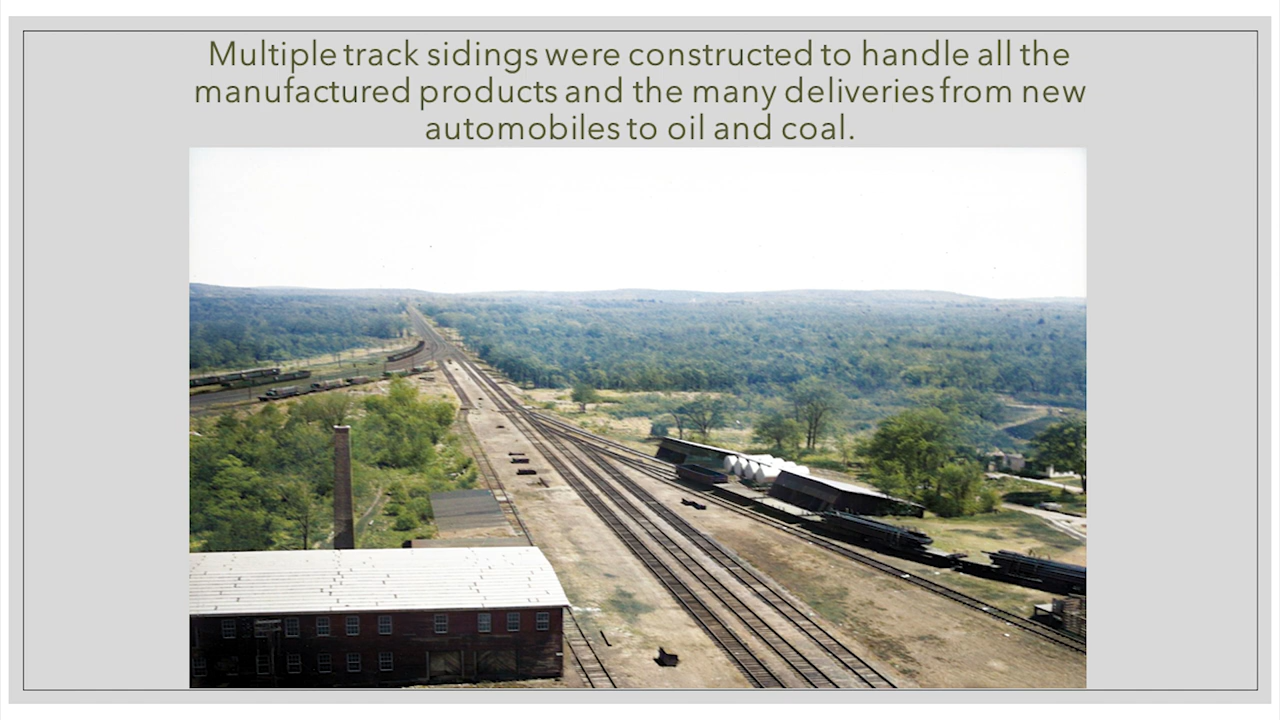 Multiple track sidings were constructed to handle all the
manufactured products and the many deliveries from new
automobiles to oil and coal.